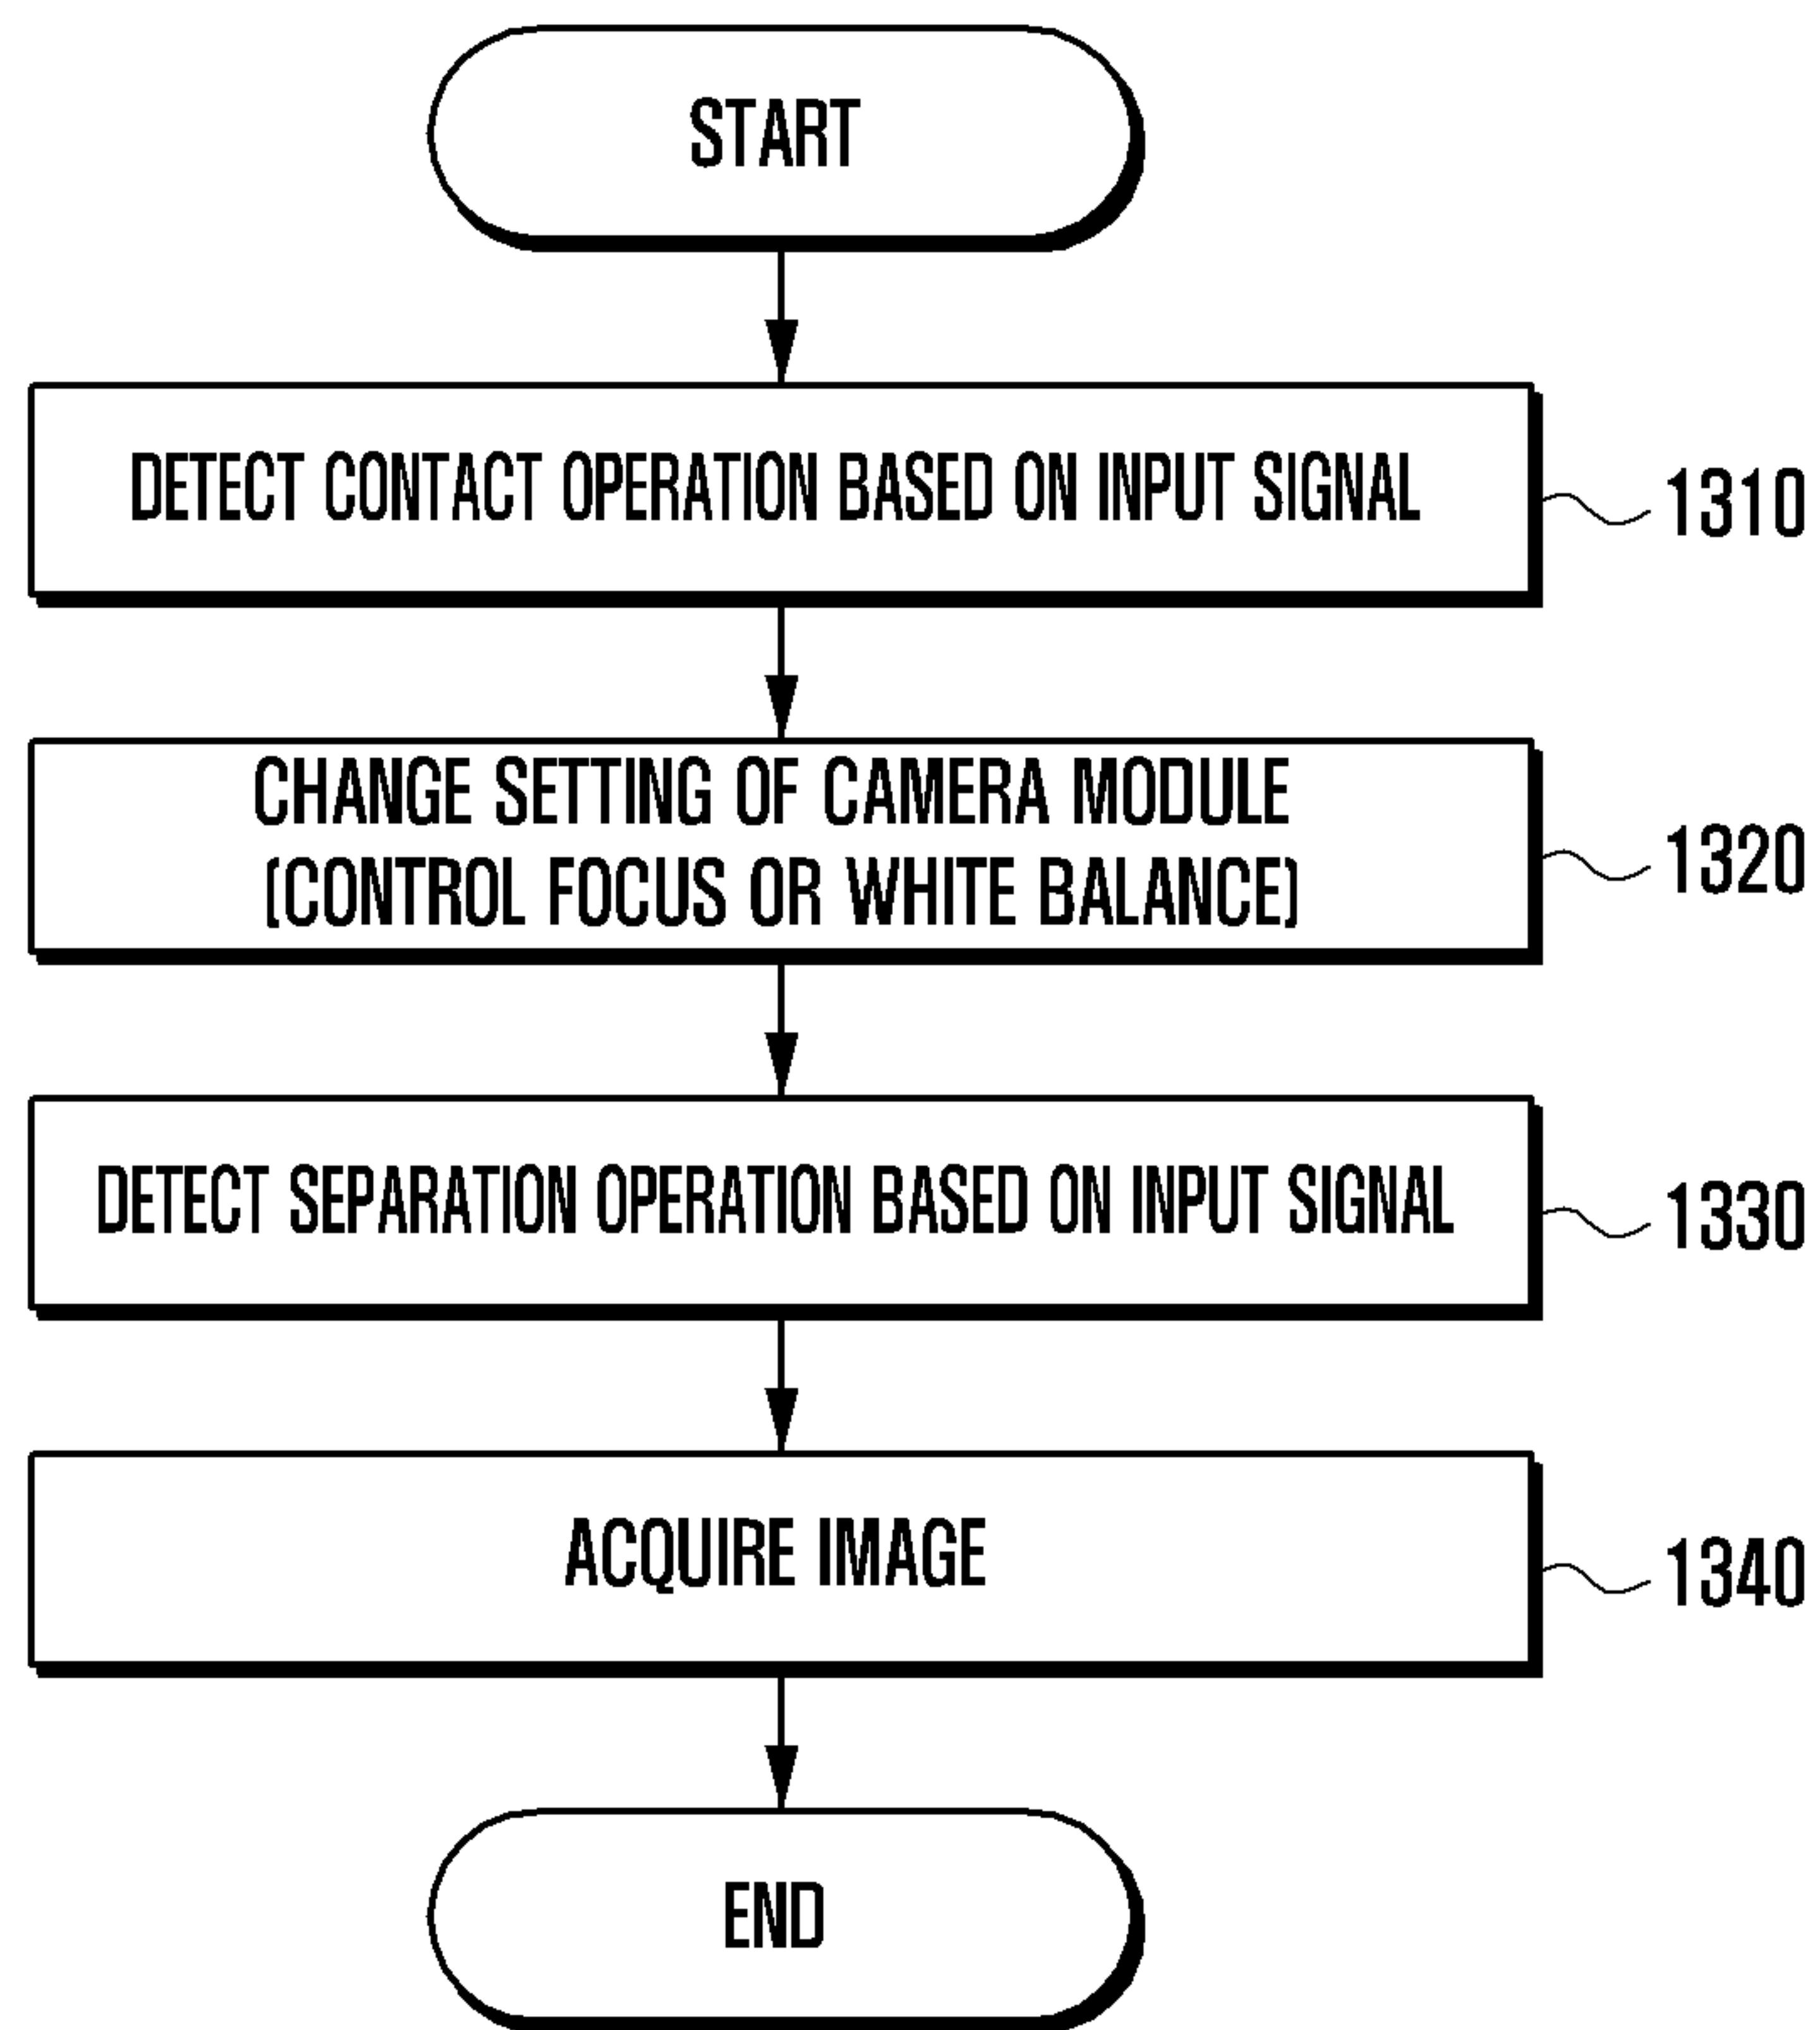 START
DETECT CONTACT OPERATION BASED ON INPUT SIGNAL
1310
CHANGE SETTING OF CAMERA MODULE
(CONTROL FOCUS OR WHITE BALANCE)
1320
DETECT SEPARATION OPERATION BASED ON INPUT SIGNAL
1330
ACQUIRE IMAGE
1340
END